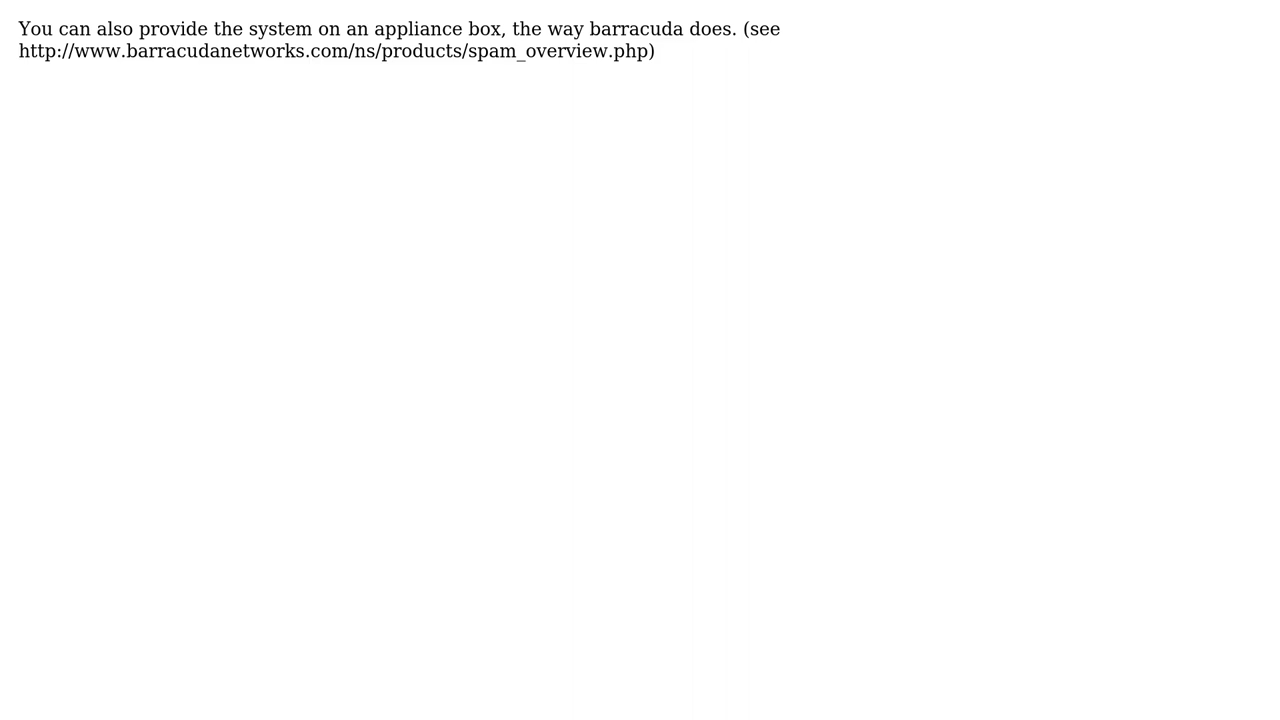 You can also provide the system on an appliance box, the way barracuda does. (see
http://www.barracudanetworks.com/ns/products/spam_overview.php)